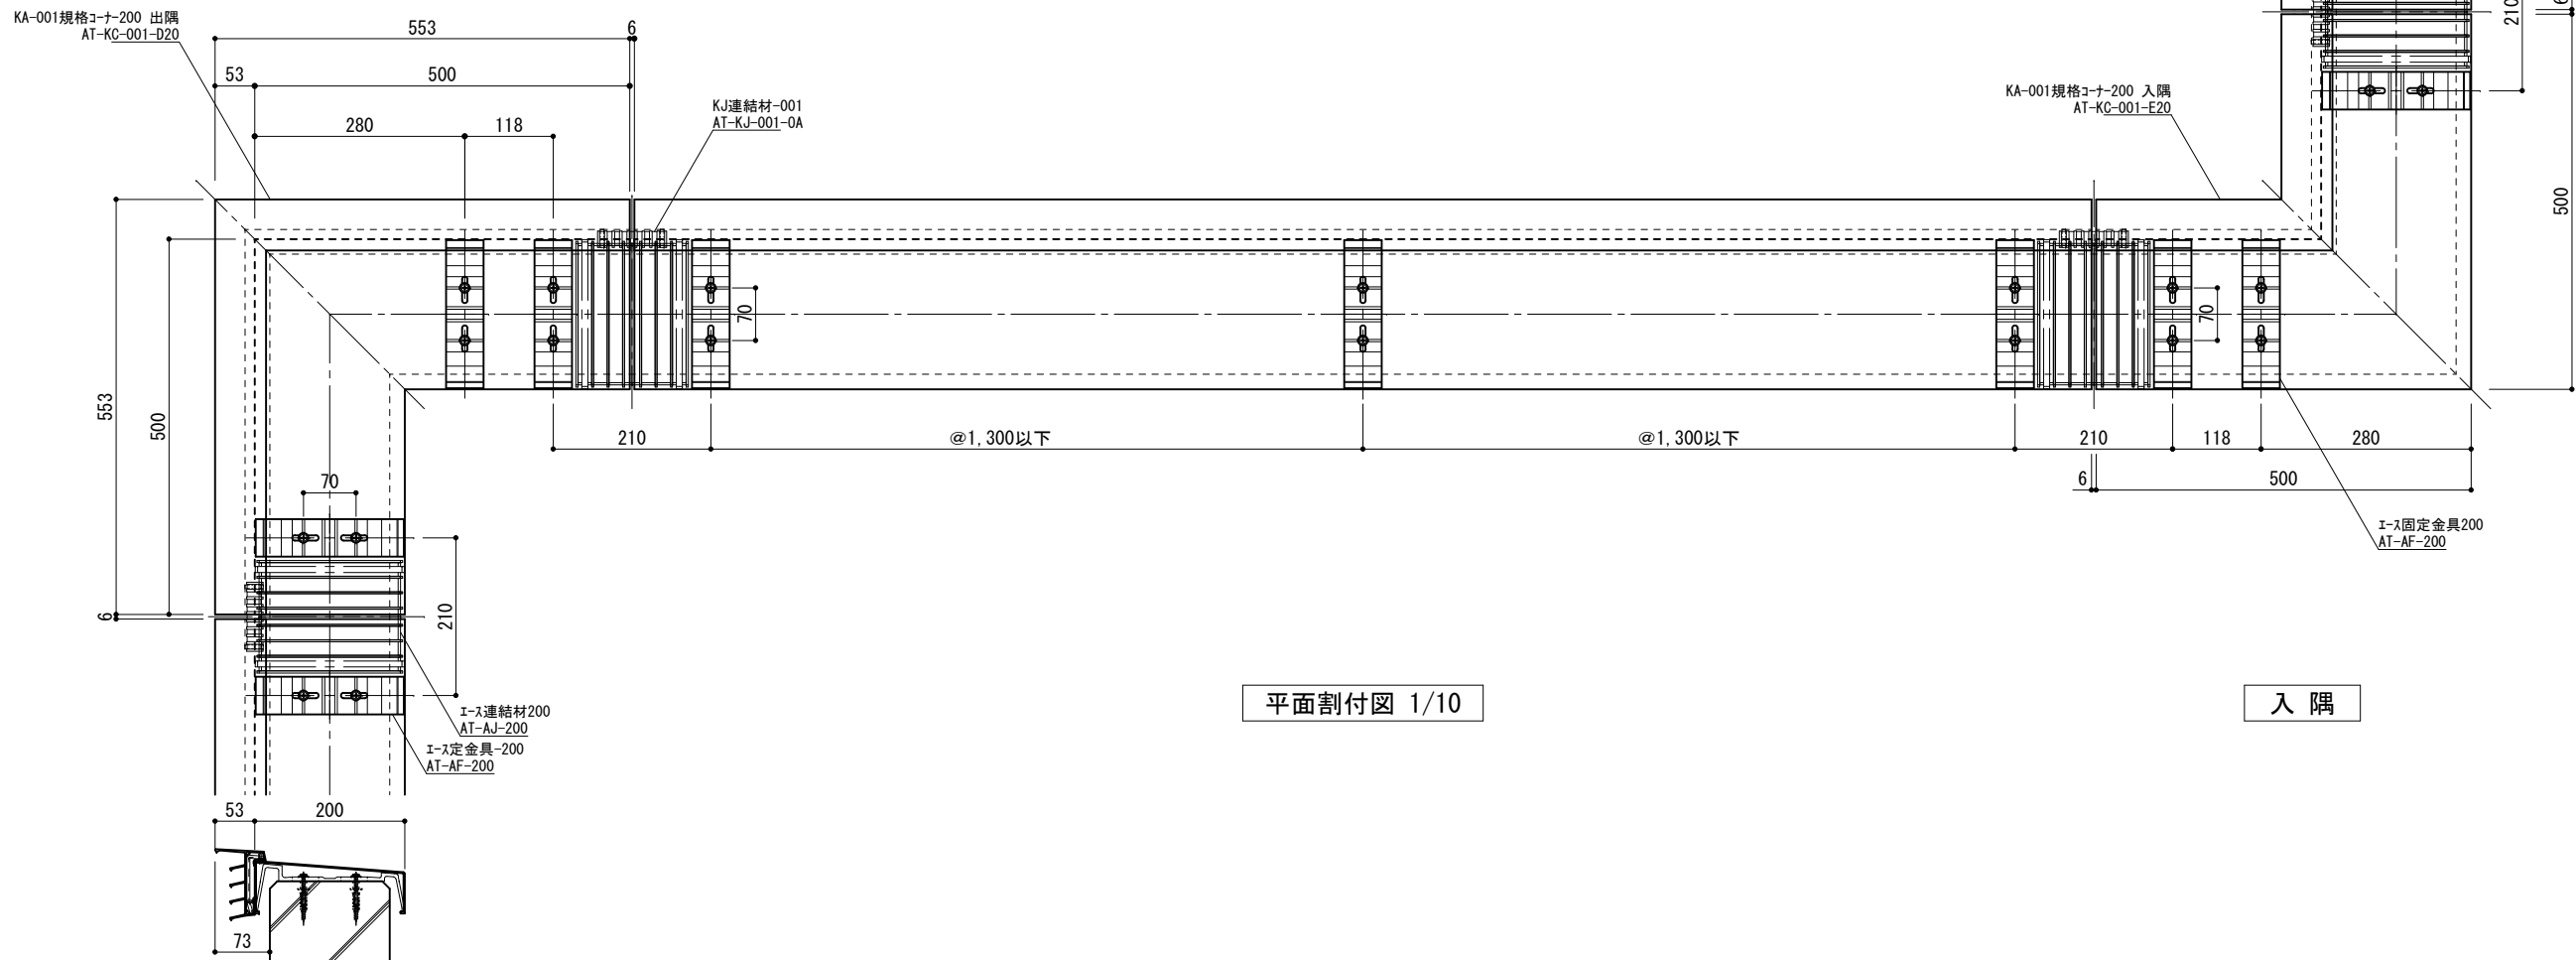 KA-001規格ｺｰﾅｰ200 出隅
AT-KC-001-D20
553
6
53
500
280
118
KJ連結材-001
AT-KJ-001-0A
KA-001規格ｺｰﾅｰ200 入隅
AT-KC-001-E20
210
6
500
553
500
6
70
70
210
@1,300以下
@1,300以下
210
118
280
6
500
70
210
ｴｰｽ固定金具200
AT-AF-200
ｴｰｽ連結材200
AT-AJ-200
ｴｰｽ定金具-200
AT-AF-200
平面割付図 1/10
入 隅
53
200
73